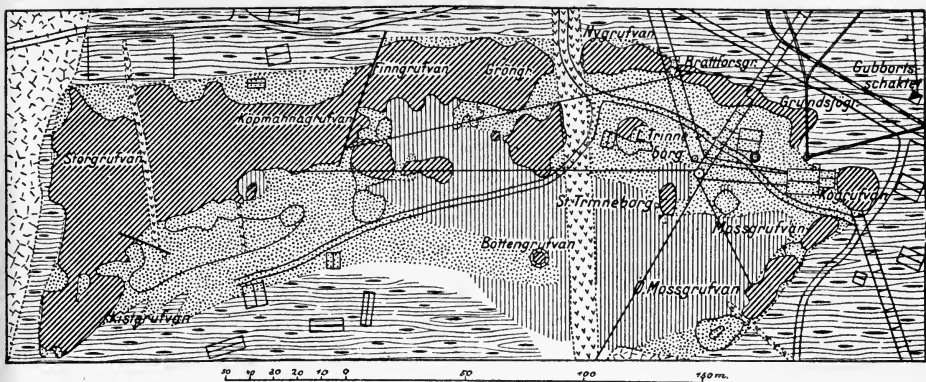 Nygrufvan
Finngrufvan
Gröngr.
Brattforsgr.
Gubborts-
schaktet
Grundsjögr.
Köpmannagrufvan
L. Trinne-
borg
Storgrufvan
Kogrufvan
St. Trinneborg
Mossgrufvan
Bottengrufvan
Ö. Mossgrufvan
Kistgrufvan
50 40 30 20 10 0 50 100 150 m.